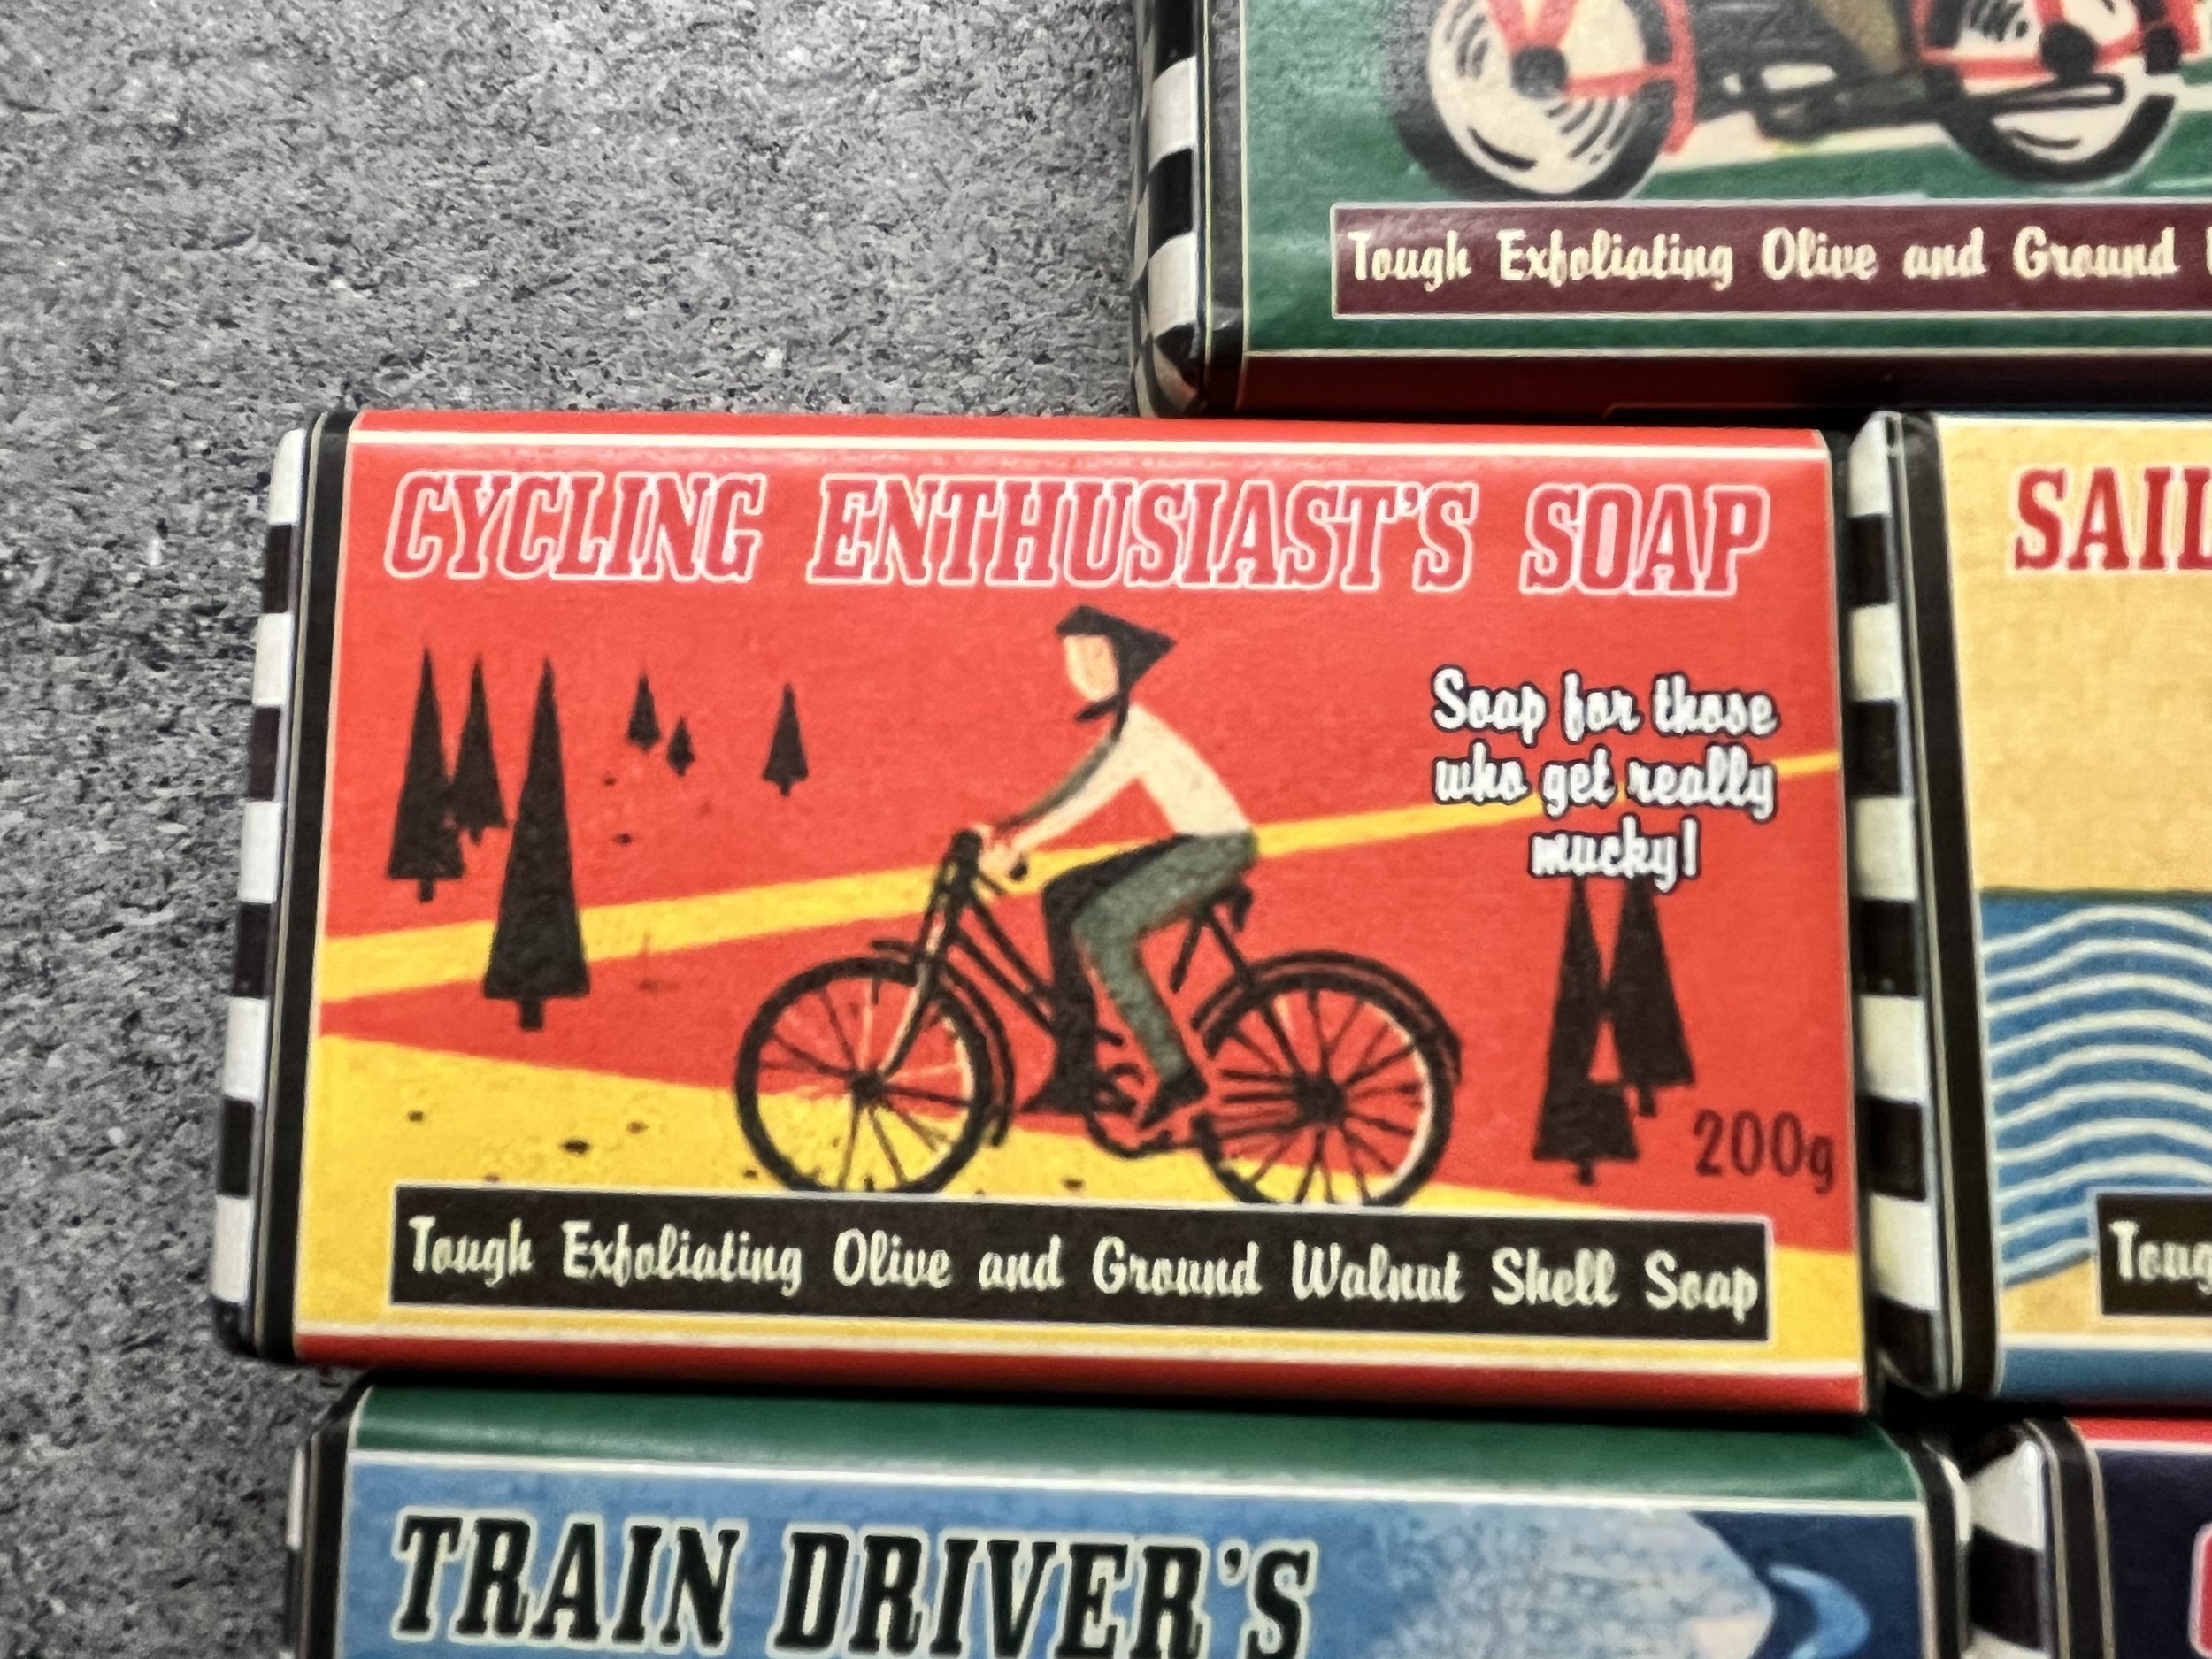 Tough Exfoliating Olive and Ground
CYCLING ENTHUSIAST'S SOAP
Soap for those
who get really
mucky!
200g
Tough Exfoliating Olive and Ground Walnut Shell Soap
SAIL
Toug
TRAIN DRIVER'S